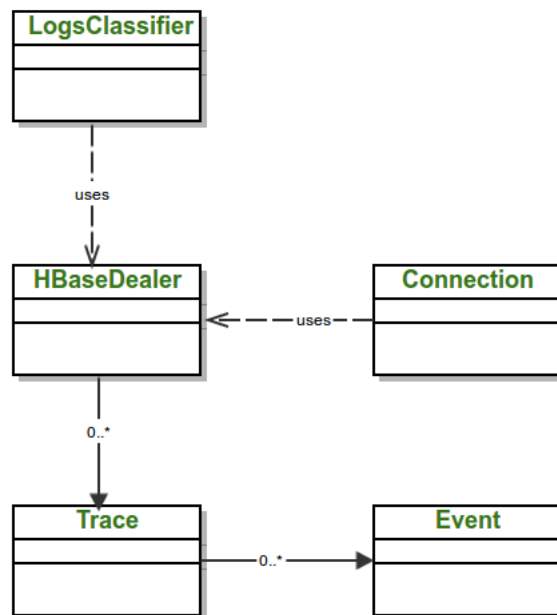 LogsClassifier
uses
HBaseDealer
Connection
uses
0..*
Trace
Event
0..*